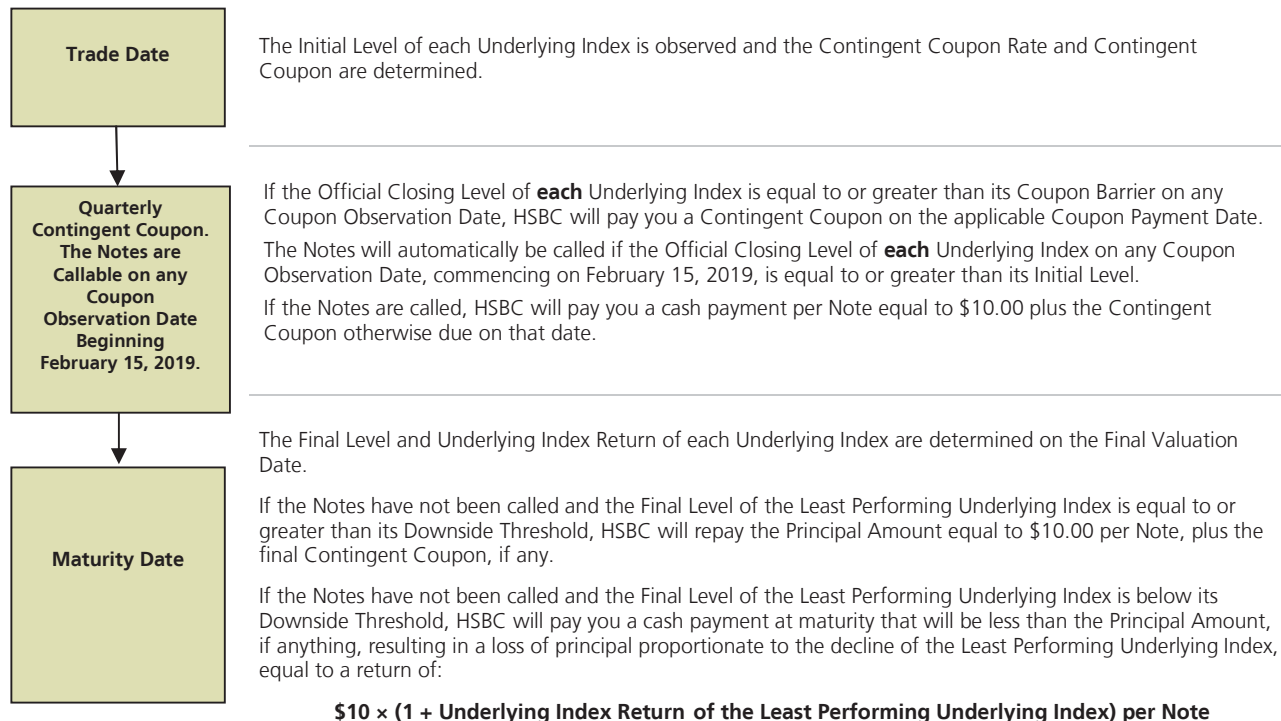 Trade Date
The Initial Level of each Underlying Index is observed and the Contingent Coupon Rate and Contingent
Coupon are determined.
Quarterly
Contingent Coupon.
The Notes are
Callable on any
Coupon
Observation Date
Beginning
February 15, 2019.
If the Official Closing Level of each Underlying Index is equal to or greater than its Coupon Barrier on any
Coupon Observation Date, HSBC will pay you a Contingent Coupon on the applicable Coupon Payment Date.
The Notes will automatically be called if the Official Closing Level of each Underlying Index on any Coupon
Observation Date, commencing on February 15, 2019, is equal to or greater than its Initial Level.
If the Notes are called, HSBC will pay you a cash payment per Note equal to $10.00 plus the Contingent
Coupon otherwise due on that date.
Maturity Date
The Final Level and Underlying Index Return of each Underlying Index are determined on the Final Valuation
Date.
If the Notes have not been called and the Final Level of the Least Performing Underlying Index is equal to or
greater than its Downside Threshold, HSBC will repay the Principal Amount equal to $10.00 per Note, plus the
final Contingent Coupon, if any.
If the Notes have not been called and the Final Level of the Least Performing Underlying Index is below its
Downside Threshold, HSBC will pay you a cash payment at maturity that will be less than the Principal Amount,
if anything, resulting in a loss of principal proportionate to the decline of the Least Performing Underlying Index,
equal to a return of:
$10 × (1 + Underlying Index Return of the Least Performing Underlying Index) per Note